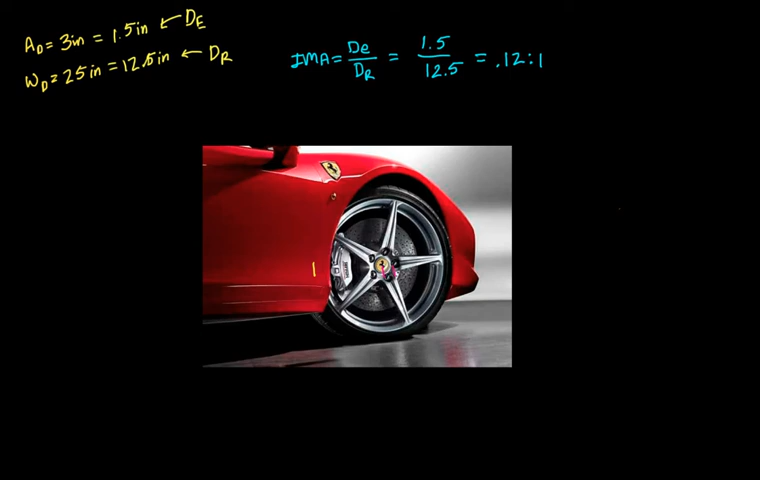 A_D = 3in = 1.5in ← D_E
W_D = 25in = 12.5in ← D_R
IMA = De/D_R = 1.5/12.5 = .12:1